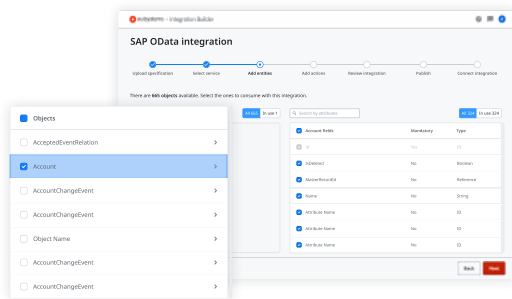 Integration Builder
SAP OData integration
Upload specification
Select service
Add entities
Add actions
Review integration
Publish
Connect integration
There are 665 objects available. Select the ones to consume with this integration.
All 665 In use 1
Search by attributes
All 324 In use 324
Account Fields Mandatory Type
Id Yes ID
IsDeleted No Boolean
MasterRecordId No Reference
Name No String
Attribute Name No ID
Attribute Name No ID
Attribute Name No ID
Back
Next
Objects
AcceptedEventRelation
Account
AccountChangeEvent
AccountChangeEvent
Object Name
AccountChangeEvent
AccountChangeEvent